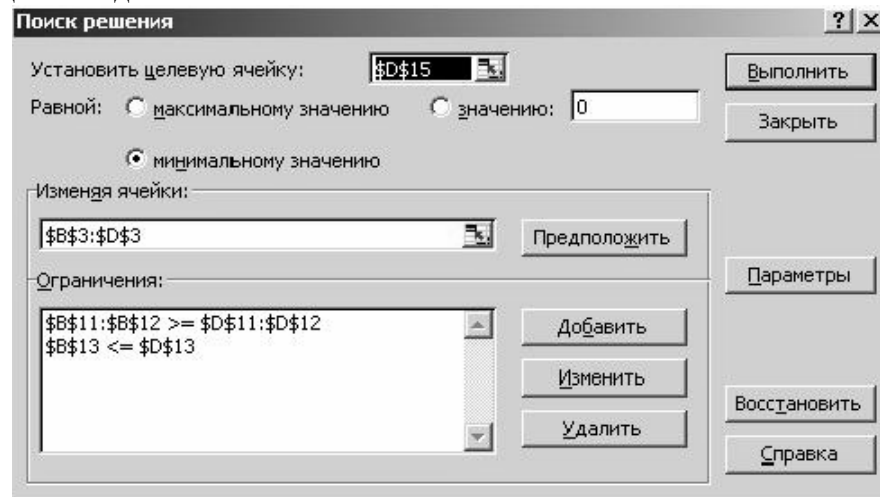 Поиск решения
Установить целевую ячейку: $D$15
Выполнить
Равной: максимальному значению значению: 0
Закрыть
минимальному значению
Изменяя ячейки:
$B$3:$D$3
Предположить
Параметры
Ограничения:
$B$11:$B$12 >= $D$11:$D$12
$B$13 <= $D$13
Добавить
Изменить
Восстановить
Удалить
Справка